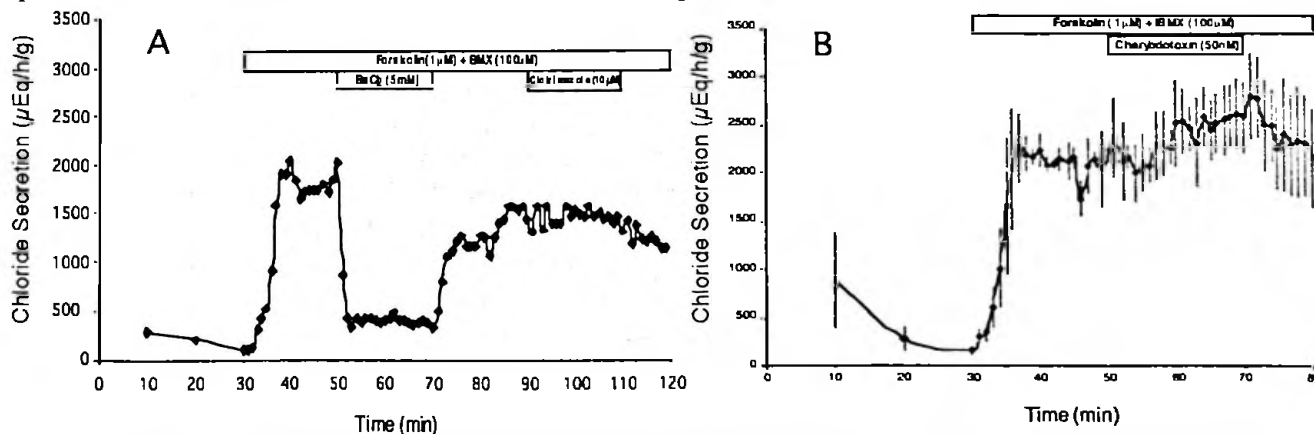 A
Forskolin (1µM) + IBMX (100µM)
BaCl2 (5mM)
Clotrimazole (10µM)
Chloride Secretion (µEq/h/g)
3500
3000
2500
2000
1500
1000
500
0
0 10 20 30 40 50 60 70 80 90 100 110 120
Time (min)
B
Forskolin (1µM) + IBMX (100µM)
Charybdotoxin (50nM)
Chloride Secretion (µEq/h/g)
3500
3000
2500
2000
1500
1000
500
0
0 10 20 30 40 50 60 70
Time (min)